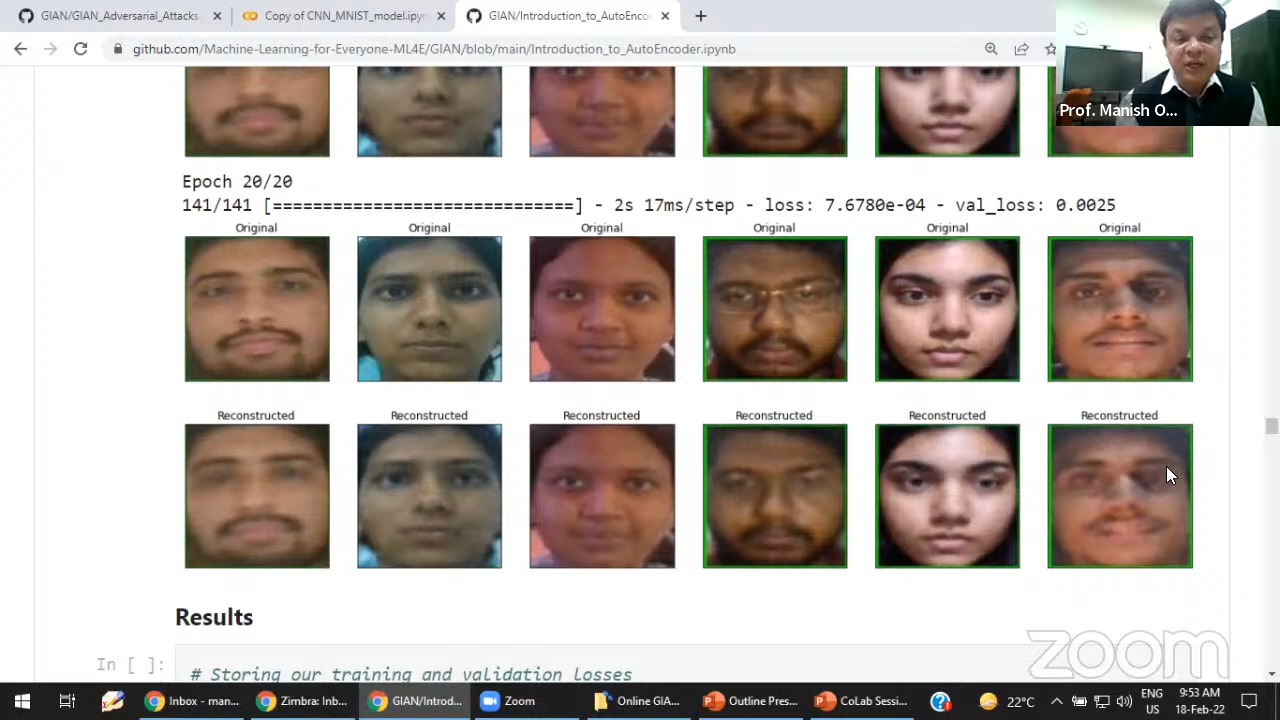 GIAN/GIAN_Adversarial_Attacks
Copy of CNN_MNIST_model.ipyn
GIAN/Introduction_to_AutoEncod
github.com/Machine-Learning-for-Everyone-ML4E/GIAN/blob/main/Introduction_to_AutoEncoder.ipynb
Prof. Manish O...
Epoch 20/20
141/141 [==============================] - 2s 17ms/step - loss: 7.6780e-04 - val_loss: 0.0025
Original Original Original Original Original Original
Reconstructed Reconstructed Reconstructed Reconstructed Reconstructed Reconstructed
Results
In [ ]:
# Storing our training and validation losses
zoom
Inbox - man...
Zimbra: Inb...
GIAN/Introd...
Zoom
Online GIA...
Outline Pres...
CoLab Sessi...
22°C
ENG
US
9:53 AM
18-Feb-22